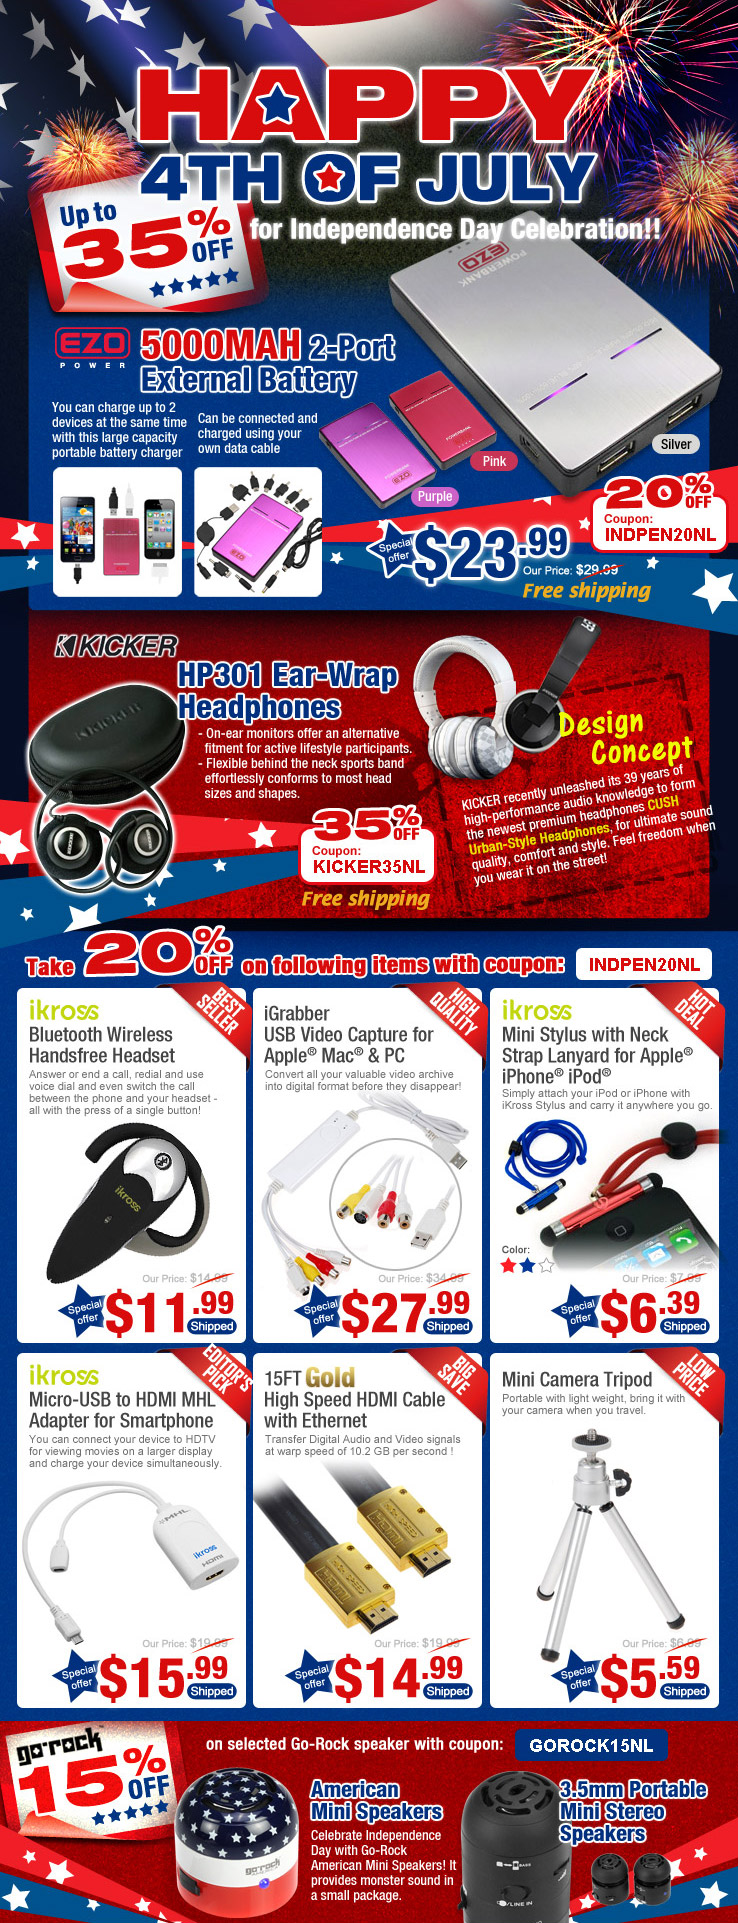 HAPPY
4TH OF JULY
for Independence Day Celebration!!
Up to
35% OFF
EZO
POWERBANK
EZO
POWER
5000MAH 2-Port
External Battery
You can charge up to 2
devices at the same time
with this large capacity
portable battery charger
Can be connected and
charged using your
own data cable
Silver
Pink
Purple
20% OFF
Coupon:
INDPEN20NL
Special
offer
$23.99
Our Price: $29.99
Free shipping
KICKER
HP301 Ear-Wrap
Headphones
- On-ear monitors offer an alternative
fitment for active lifestyle participants.
- Flexible behind the neck sports band
effortlessly conforms to most head
sizes and shapes.
35% OFF
Coupon:
KICKER35NL
Free shipping
Design
Concept
KICKER recently unleashed its 39 years of
high-performance audio knowledge to form
the newest premium headphones CUSH
Urban-Style Headphones, for ultimate sound
quality, comfort and style. Feel freedom when
you wear it on the street!
Take 20% OFF on following items with coupon: INDPEN20NL
BEST
SELLER
ikross
Bluetooth Wireless
Handsfree Headset
Answer or end a call, redial and use
voice dial and even switch the call
between the phone and your headset -
all with the press of a single button!
ikross
Our Price: $14.99
Special
offer
$11.99
Shipped
HIGH
QUALITY
iGrabber
USB Video Capture for
Apple® Mac® & PC
Convert all your valuable video archive
into digital format before they disappear!
Our Price: $34.99
Special
offer
$27.99
Shipped
HOT
DEAL
ikross
Mini Stylus with Neck
Strap Lanyard for Apple®
iPhone® iPod®
Simply attach your iPod or iPhone with
iKross Stylus and carry it anywhere you go.
Color:
Our Price: $7.99
Special
offer
$6.39
Shipped
EDITOR'S
PICK
ikross
Micro-USB to HDMI MHL
Adapter for Smartphone
You can connect your device to HDTV
for viewing movies on a larger display
and charge your device simultaneously.
MHL
ikross
HDMI
Our Price: $19.99
Special
offer
$15.99
Shipped
BIG
SAVE
15FT Gold
High Speed HDMI Cable
with Ethernet
Transfer Digital Audio and Video signals
at warp speed of 10.2 GB per second !
HDMI
HDMI
Our Price: $19.99
Special
offer
$14.99
Shipped
LOW
PRICE
Mini Camera Tripod
Portable with light weight, bring it with
your camera when you travel.
Our Price: $6.99
Special
offer
$5.59
Shipped
go-rock
15% OFF
on selected Go-Rock speaker with coupon: GOROCK15NL
American
Mini Speakers
Celebrate Independence
Day with Go-Rock
American Mini Speakers! It
provides monster sound in
a small package.
go-rock
3.5mm Portable
Mini Stereo
Speakers
BASS
LINE IN